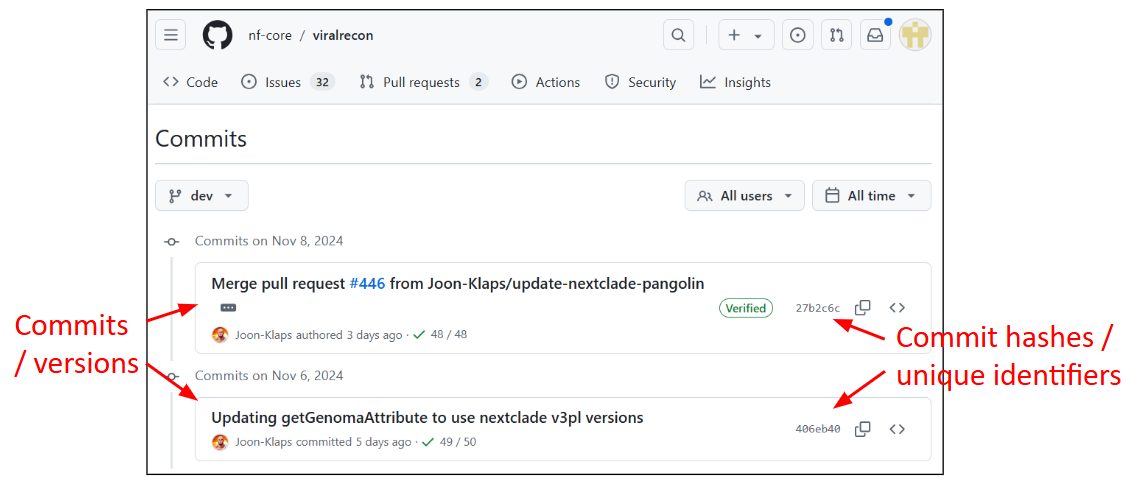 nf-core / viralrecon
Code Issues 32 Pull requests 2 Actions Security Insights
Commits
dev All users All time
Commits on Nov 8, 2024
Merge pull request #446 from Joon-Klaps/update-nextclade-pangolin
Verified 27b2c6c
Joon-Klaps authored 3 days ago · 48 / 48
Commits on Nov 6, 2024
Updating getGenomaAttribute to use nextclade v3pl versions
406eb40
Joon-Klaps committed 5 days ago · 49 / 50
Commits
/ versions
Commit hashes /
unique identifiers